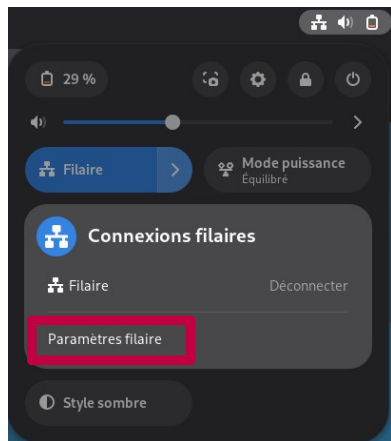 29 %
Filaire
Mode puissance
Équilibré
Connexions filaires
Filaire
Déconnecter
Paramètres filaire
Style sombre